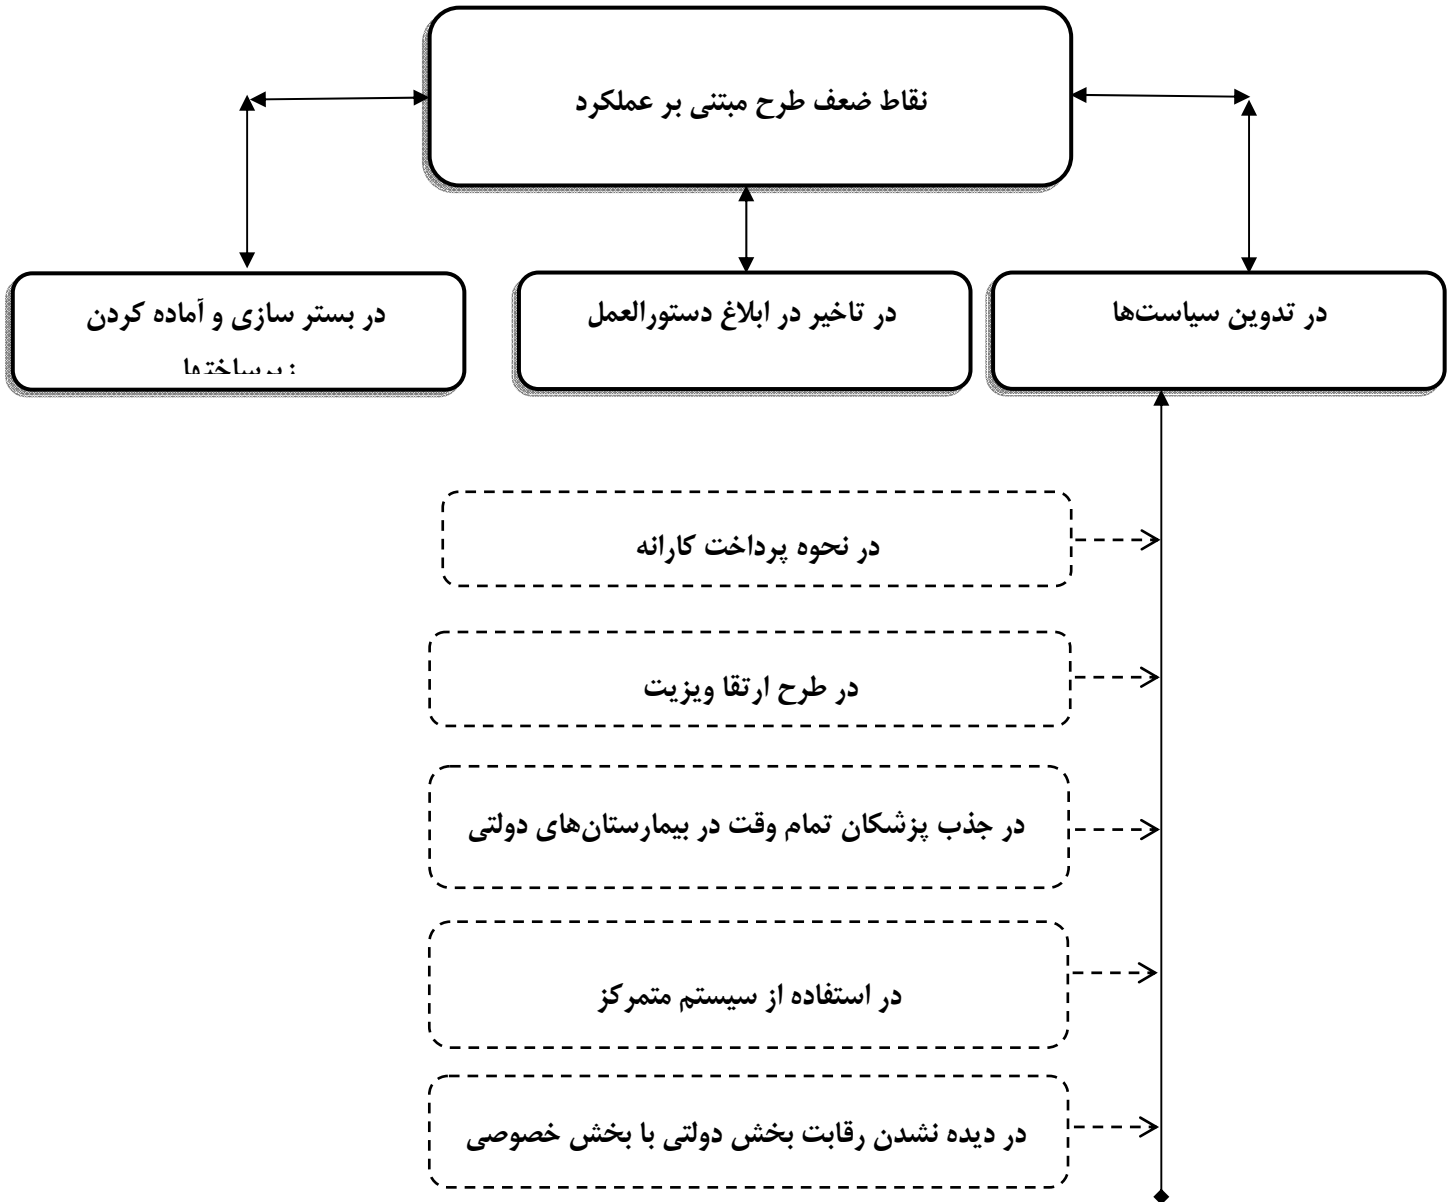 نقاط ضعف طرح مبتنی بر عملکرد
در تدوین سیاست‌ها
در تاخیر در ابلاغ دستورالعمل
در بستر سازی و آماده کردن
در نحوه پرداخت کارانه
در طرح ارتقا ویزیت
در جذب پزشکان تمام وقت در بیمارستان‌های دولتی
در استفاده از سیستم متمرکز
در دیده نشدن رقابت بخش دولتی با بخش خصوصی